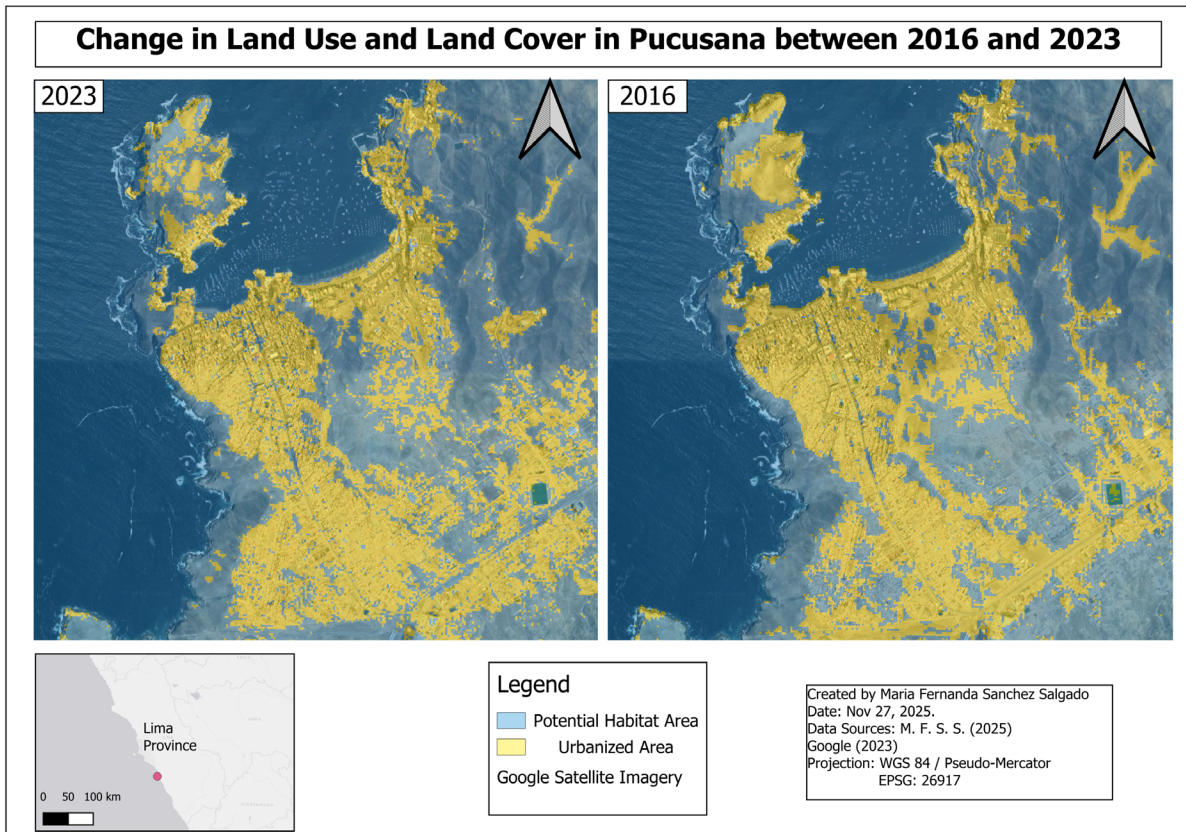 Change in Land Use and Land Cover in Pucusana between 2016 and 2023
2023
2016
Lima
Province
0 50 100 km
Legend
Potential Habitat Area
Urbanized Area
Google Satellite Imagery
Created by Maria Fernanda Sanchez Salgado
Date: Nov 27, 2025.
Data Sources: M. F. S. S. (2025)
Google (2023)
Projection: WGS 84 / Pseudo-Mercator
EPSG: 26917